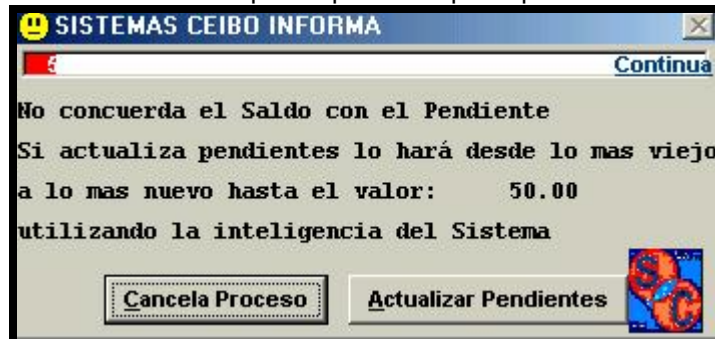 SISTEMAS CEIBO INFORMA
Continua
No concuerda el Saldo con el Pendiente
Si actualiza pendientes lo hará desde lo mas viejo
a lo mas nuevo hasta el valor: 50.00
utilizando la inteligencia del Sistema
Cancela Proceso
Actualizar Pendientes
SC